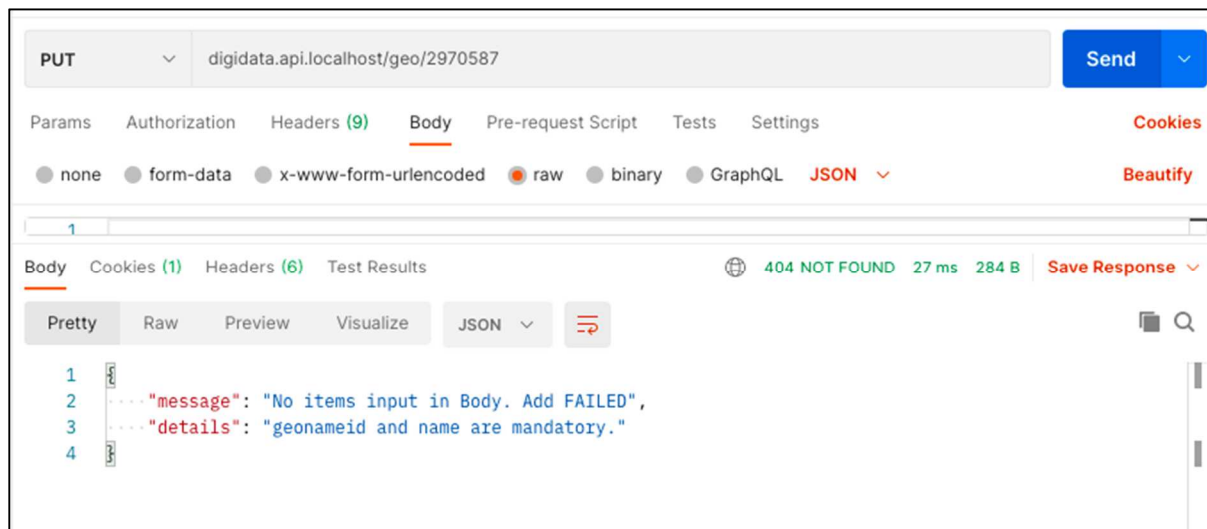 PUT digidata.api.localhost/geo/2970587 Send
Params Authorization Headers (9) Body Pre-request Script Tests Settings Cookies
none form-data x-www-form-urlencoded raw binary GraphQL JSON Beautify
1
Body Cookies (1) Headers (6) Test Results 404 NOT FOUND 27 ms 284 B Save Response
Pretty Raw Preview Visualize JSON
1 {
2 "message": "No items input in Body. Add FAILED",
3 "details": "geonameid and name are mandatory."
4 }